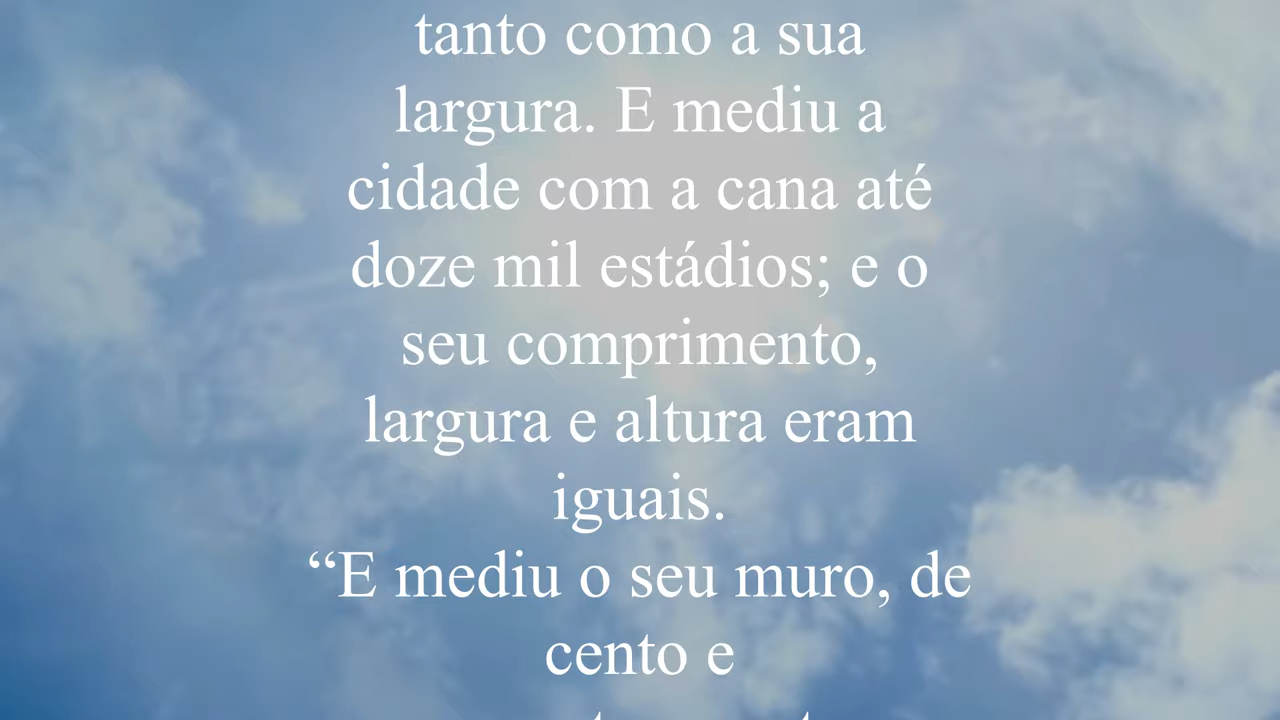 tanto como a sua
largura. E mediu a
cidade com a cana até
doze mil estádios; e o
seu comprimento,
largura e altura eram
iguais.
“E mediu o seu muro, de
cento e